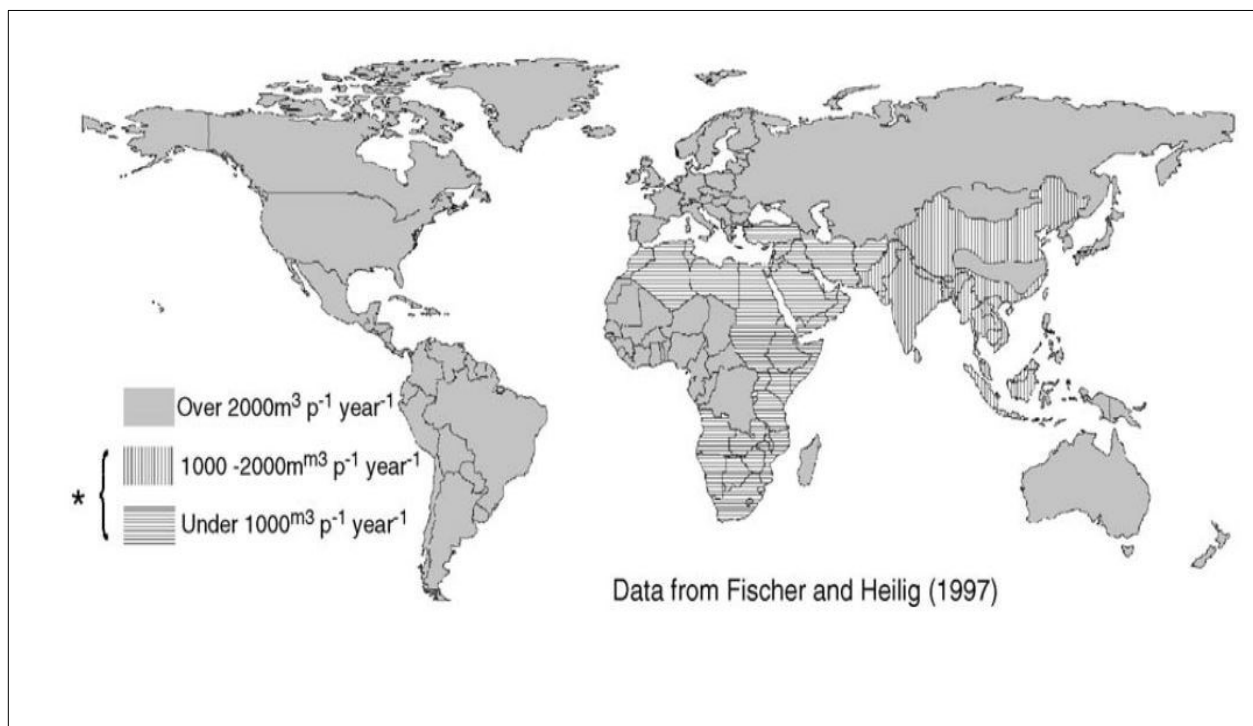 Over 2000m³ p⁻¹ year⁻¹
1000 -2000mᵐ³ p⁻¹ year⁻¹
*
Under 1000ᵐ³ p⁻¹ year⁻¹
Data from Fischer and Heilig (1997)